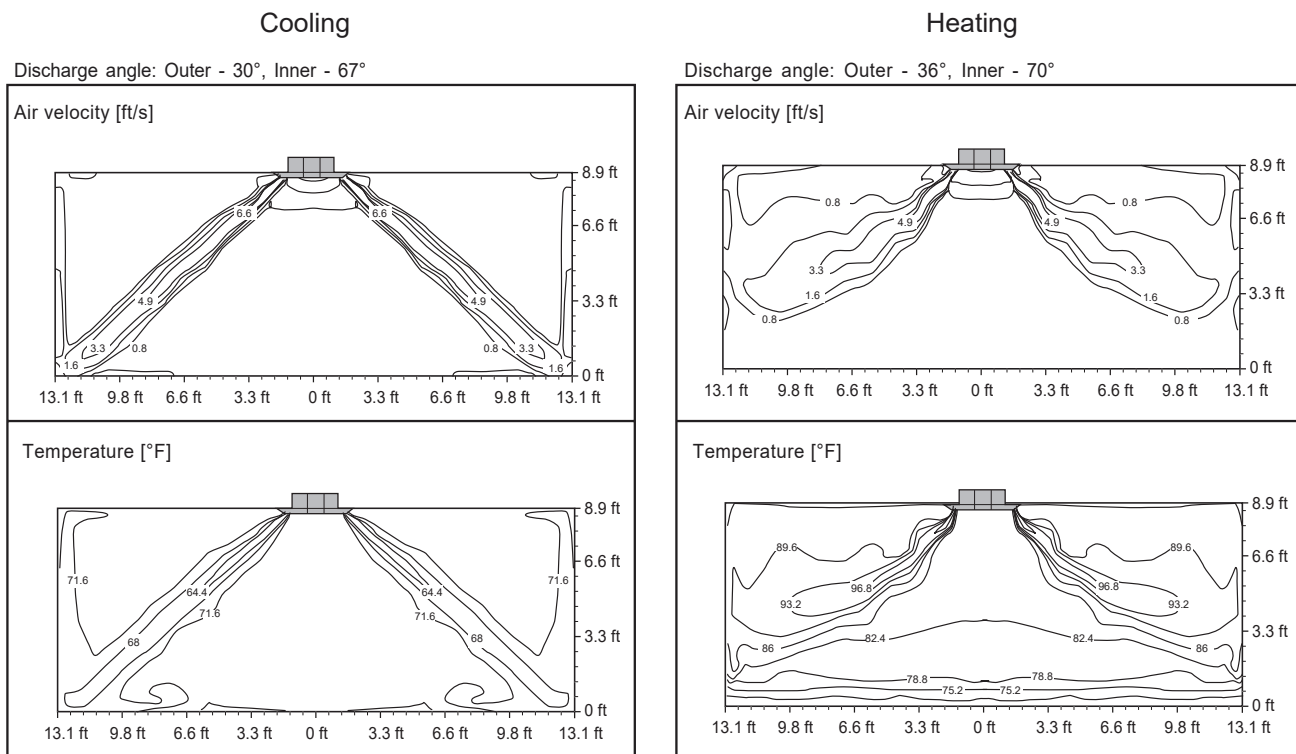 Cooling
Discharge angle: Outer - 30°, Inner - 67°
Air velocity [ft/s]
8.9 ft
6.6 6.6
6.6 ft
4.9 4.9
3.3 ft
3.3 0.8 0.8 3.3
1.6 1.6
0 ft
13.1 ft 9.8 ft 6.6 ft 3.3 ft 0 ft 3.3 ft 6.6 ft 9.8 ft 13.1 ft
Temperature [°F]
8.9 ft
6.6 ft
71.6 71.6
64.4 64.4
71.6 71.6
68 68
3.3 ft
0 ft
13.1 ft 9.8 ft 6.6 ft 3.3 ft 0 ft 3.3 ft 6.6 ft 9.8 ft 13.1 ft
Heating
Discharge angle: Outer - 36°, Inner - 70°
Air velocity [ft/s]
8.9 ft
0.8 0.8
6.6 ft
4.9 4.9
3.3 3.3
3.3 ft
1.6 1.6
0.8 0.8
0 ft
13.1 ft 9.8 ft 6.6 ft 3.3 ft 0 ft 3.3 ft 6.6 ft 9.8 ft 13.1 ft
Temperature [°F]
8.9 ft
89.6 89.6
6.6 ft
96.8 96.8
93.2 93.2
3.3 ft
82.4 82.4
86 86
78.8 78.8
75.2 75.2
0 ft
13.1 ft 9.8 ft 6.6 ft 3.3 ft 0 ft 3.3 ft 6.6 ft 9.8 ft 13.1 ft